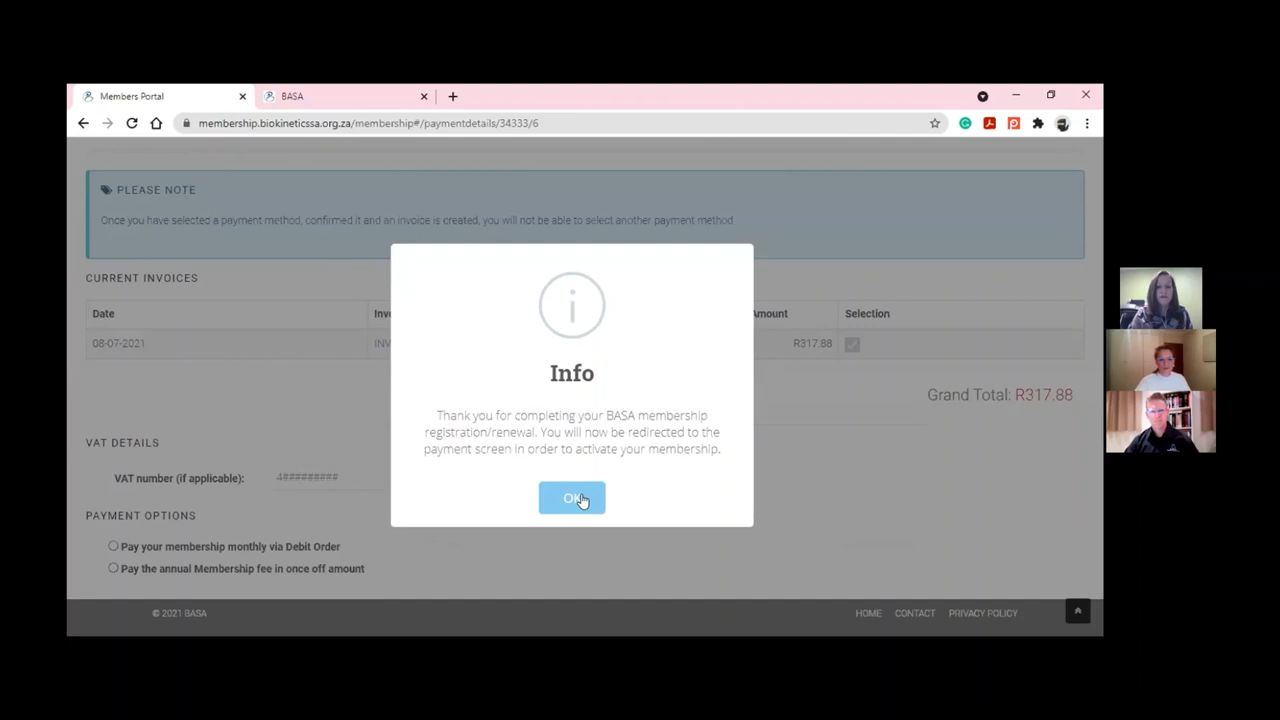 Members Portal
BASA
membership.biokineticssa.org.za/membership#/paymentdetails/34333/6
PLEASE NOTE
Once you have selected a payment method, confirmed it and an invoice is created, you will not be able to select another payment method
CURRENT INVOICES
Date Inv Amount Selection
08-07-2021 INV R317.88
Grand Total: R317.88
Info
Thank you for completing your BASA membership
registration/renewal. You will now be redirected to the
payment screen in order to activate your membership.
OK
VAT DETAILS
VAT number (if applicable): 4#########
PAYMENT OPTIONS
Pay your membership monthly via Debit Order
Pay the annual Membership fee in once off amount
© 2021 BASA
HOME CONTACT PRIVACY POLICY